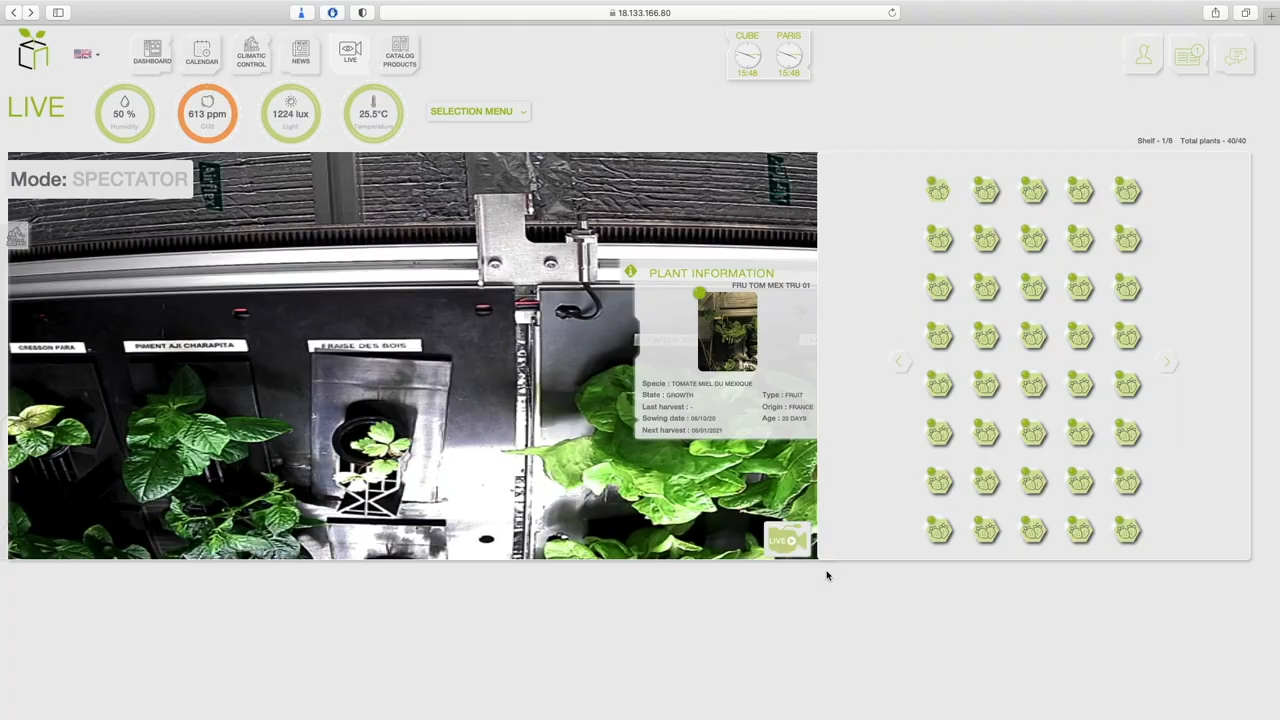 18.133.166.80
DASHBOARD
CALENDAR
CLIMATIC CONTROL
NEWS
LIVE
CATALOG PRODUCTS
CUBE
PARIS
15:48
15:48
LIVE
50 %
Humidity
613 ppm
CO2
1224 lux
Light
25.5°C
Temperature
SELECTION MENU
Shelf - 1/8 Total plants - 40/40
Mode: SPECTATOR
PLANT INFORMATION
FRU TOM MEX TRU 01
CRESSON PARA
PIMENT AJI CHARAPITA
FRAISE DES BOIS
Specie : TOMATE MIEL DU MEXIQUE
State : GROWTH
Type : FRUIT
Last harvest : -
Origin : FRANCE
Sowing date : 06/10/20
Age : 20 DAYS
Next harvest : 06/01/2021
LIVE